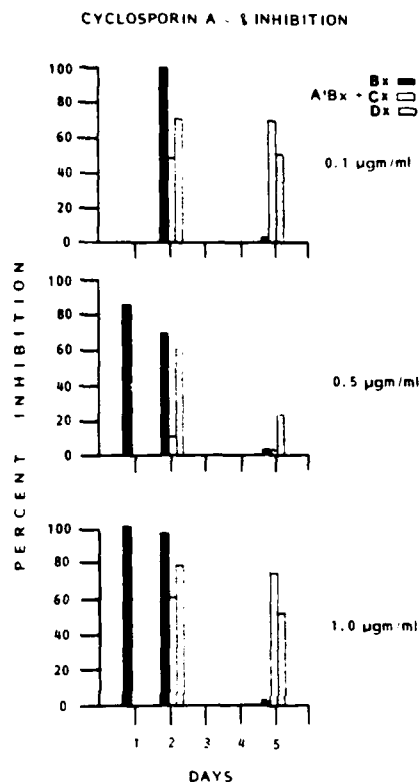 CYCLOSPORIN A - % INHIBITION
Bx
A'Bx + Cx
Dx
0.1 µgm/ml
100
80
60
40
20
0
PERCENT INHIBITION
0.5 µgm/ml
100
80
60
40
20
0
1.0 µgm/ml
100
80
60
40
20
0
1 2 3 4 5
DAYS